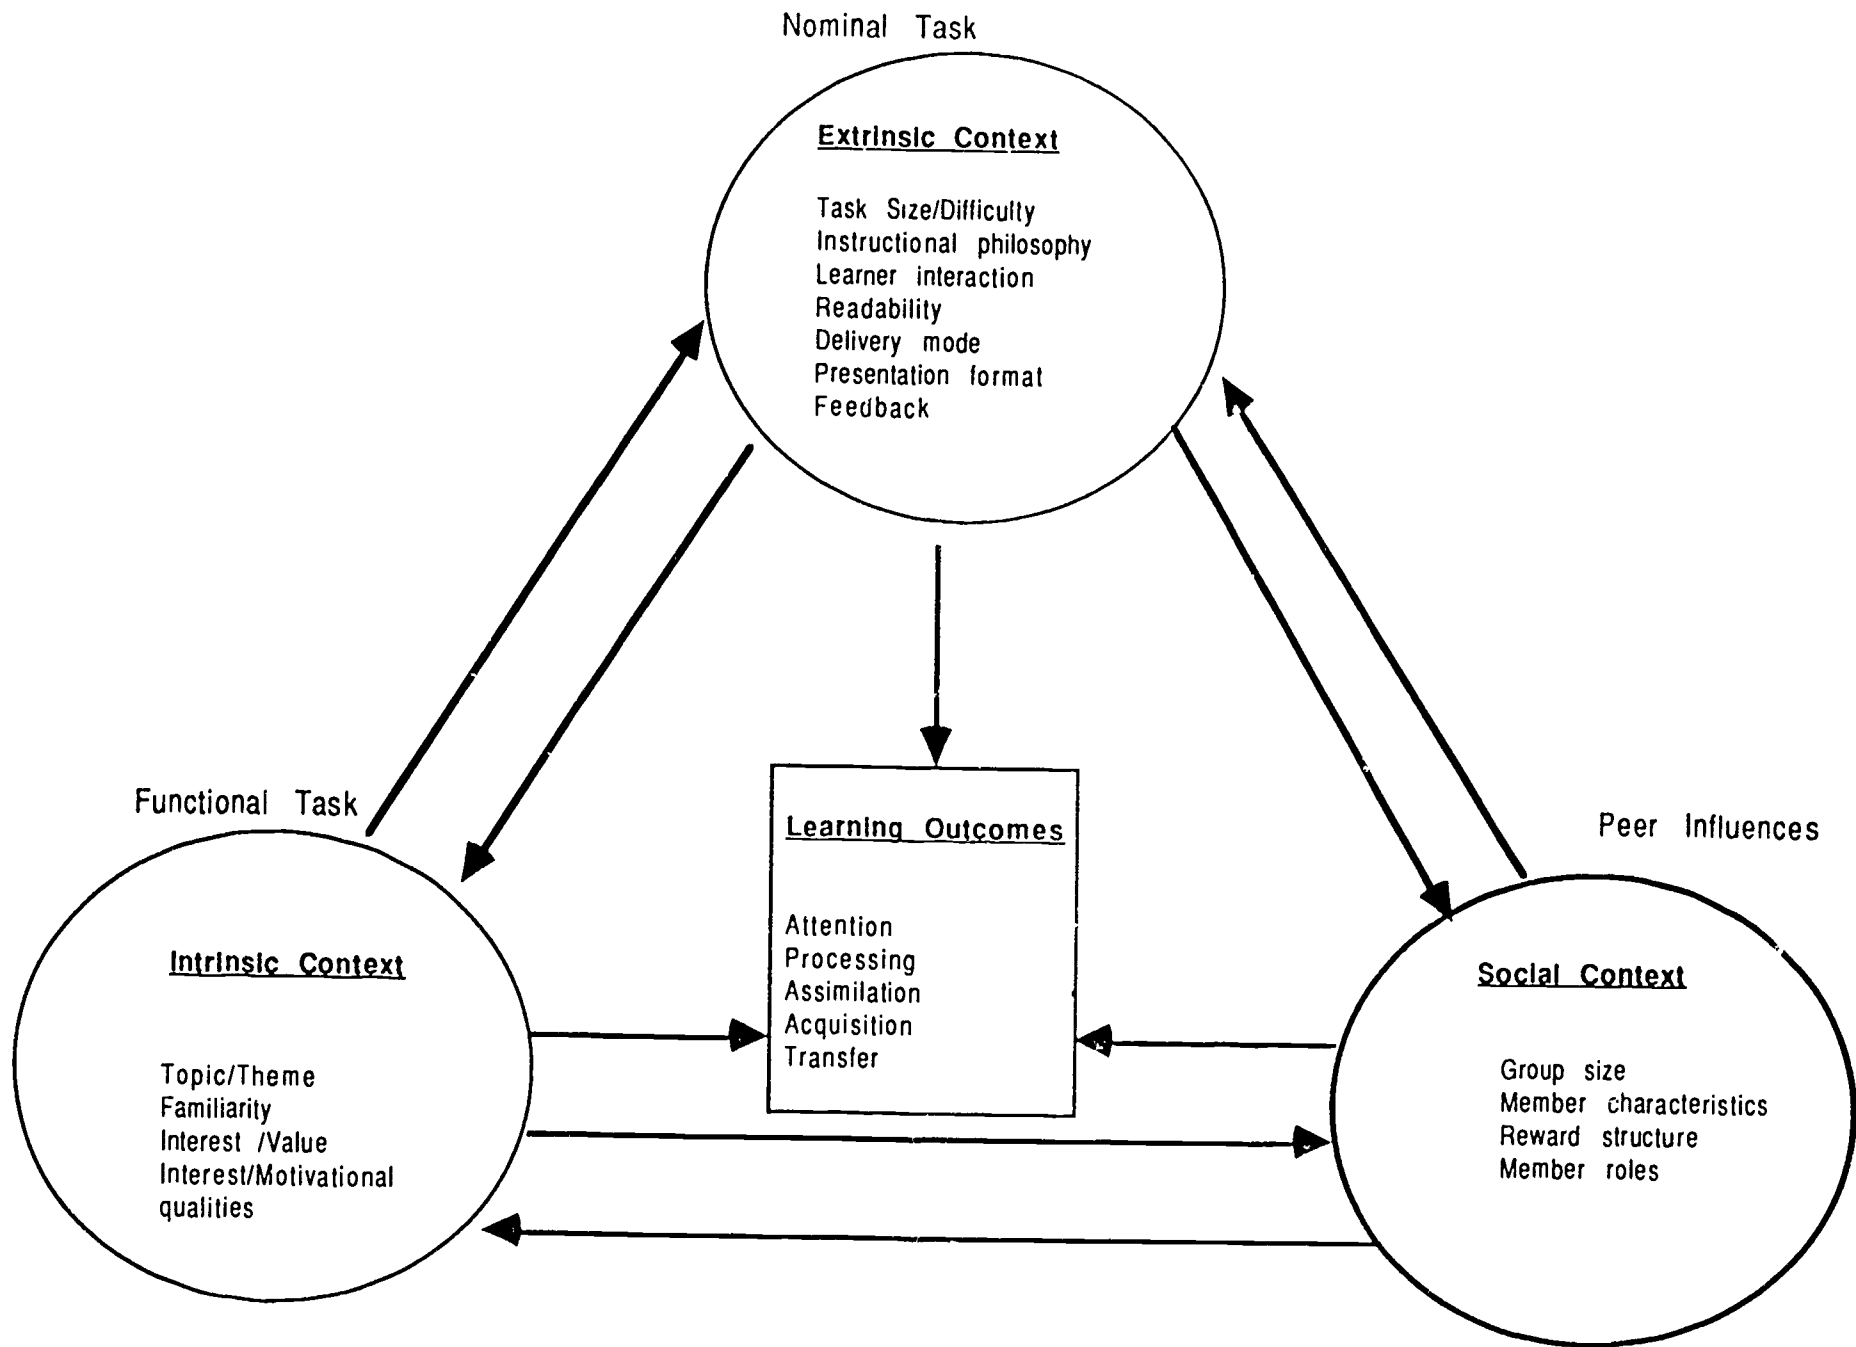 Nominal Task
Extrinsic Context
Task Size/Difficulty
Instructional philosophy
Learner interaction
Readability
Delivery mode
Presentation format
Feedback
Functional Task
Intrinsic Context
Topic/Theme
Familiarity
Interest /Value
Interest/Motivational
qualities
Learning Outcomes
Attention
Processing
Assimilation
Acquisition
Transfer
Peer Influences
Social Context
Group size
Member characteristics
Reward structure
Member roles